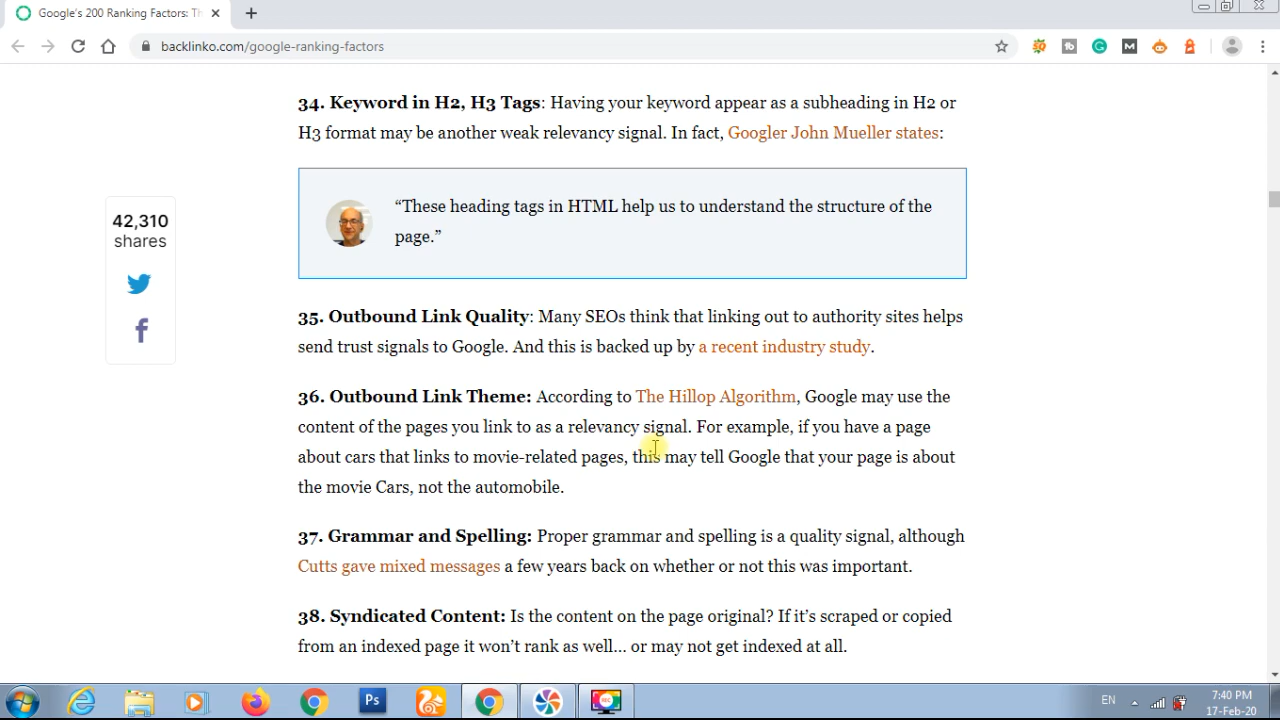 Google's 200 Ranking Factors: Th
backlinko.com/google-ranking-factors
34. Keyword in H2, H3 Tags: Having your keyword appear as a subheading in H2 or
H3 format may be another weak relevancy signal. In fact, Googler John Mueller states:
“These heading tags in HTML help us to understand the structure of the
page.”
42,310
shares
35. Outbound Link Quality: Many SEOs think that linking out to authority sites helps
send trust signals to Google. And this is backed up by a recent industry study.
36. Outbound Link Theme: According to The Hillop Algorithm, Google may use the
content of the pages you link to as a relevancy signal. For example, if you have a page
about cars that links to movie-related pages, this may tell Google that your page is about
the movie Cars, not the automobile.
37. Grammar and Spelling: Proper grammar and spelling is a quality signal, although
Cutts gave mixed messages a few years back on whether or not this was important.
38. Syndicated Content: Is the content on the page original? If it’s scraped or copied
from an indexed page it won’t rank as well… or may not get indexed at all.
Ps
EN
7:40 PM
17-Feb-20